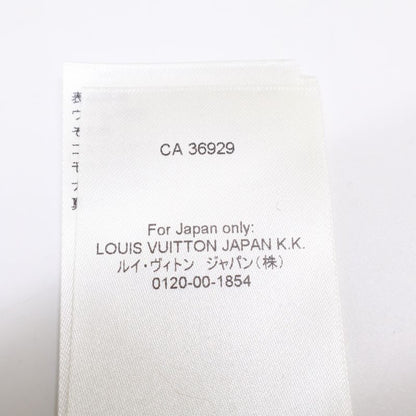 CA 36929
For Japan only:
LOUIS VUITTON JAPAN K.K.
ルイ・ヴィトン ジャパン(株)
0120-00-1854
表